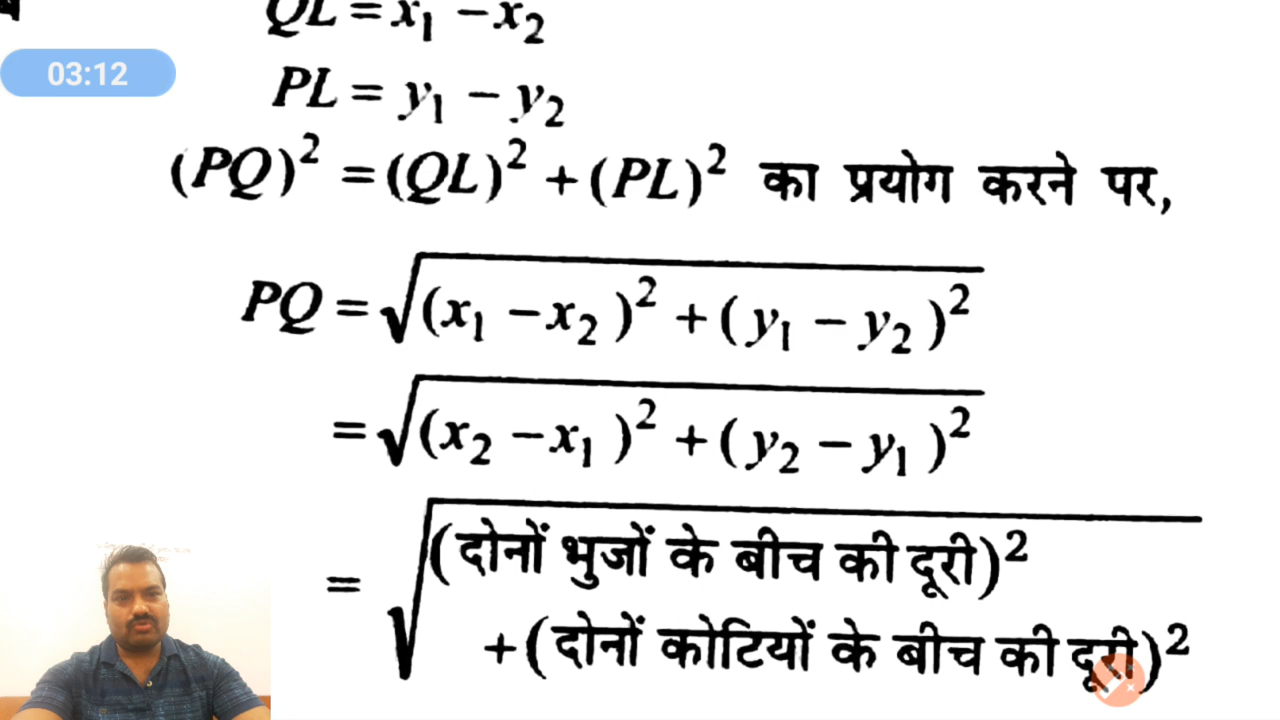 QL = x₁ − x₂
03:12
PL = y₁ − y₂
(PQ)² = (QL)² + (PL)² का प्रयोग करने पर,
PQ = √(x₁ − x₂)² + (y₁ − y₂)²
= √(x₂ − x₁)² + (y₂ − y₁)²
= √(दोनों भुजों के बीच की दूरी)²
+ (दोनों कोटियों के बीच की दूरी)²